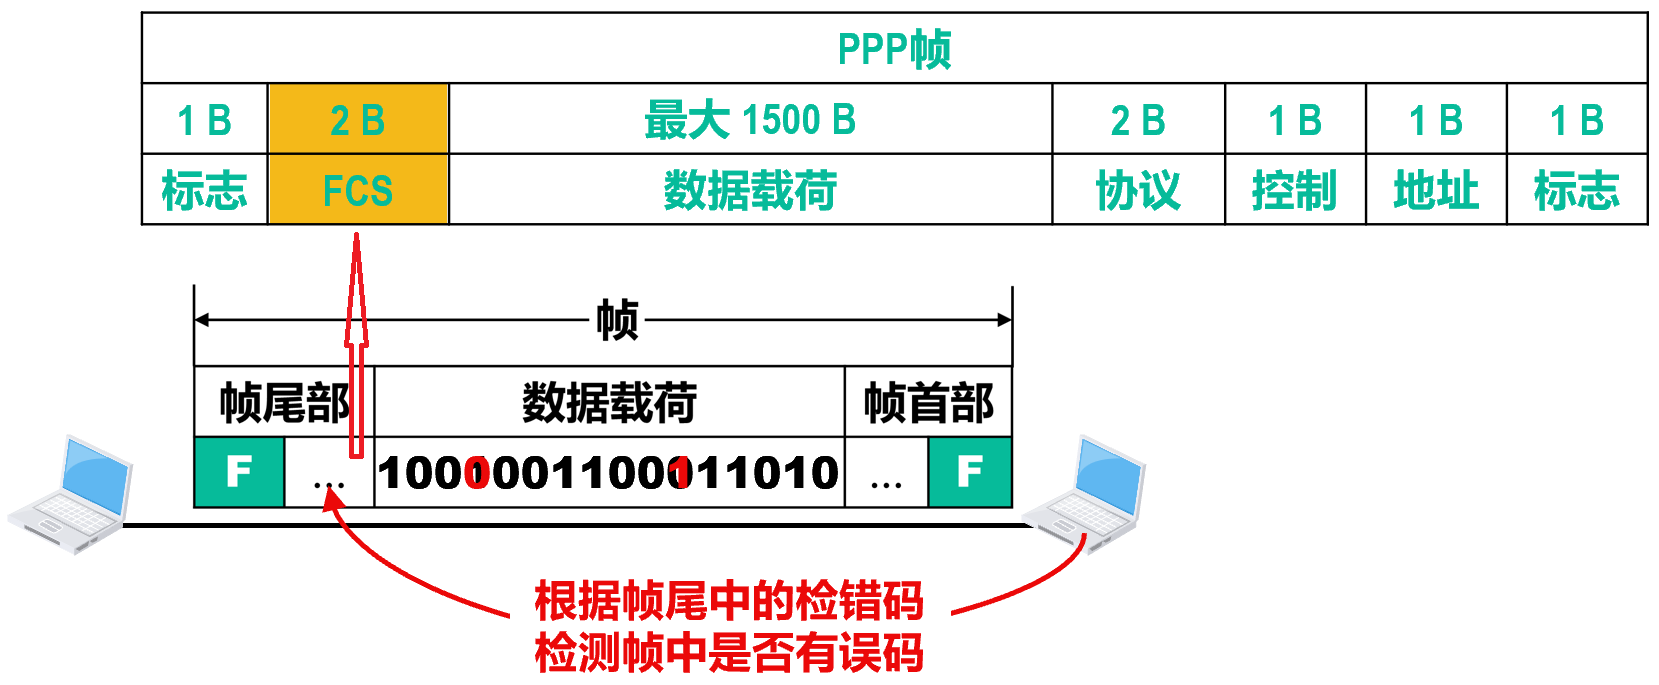 PPP帧
1 B 2 B 最大 1500 B 2 B 1 B 1 B 1 B
标志 FCS 数据载荷 协议 控制 地址 标志
帧
帧尾部 数据载荷 帧首部
F ... 1000000110011010 ... F
根据帧尾中的检错码
检测帧中是否有误码